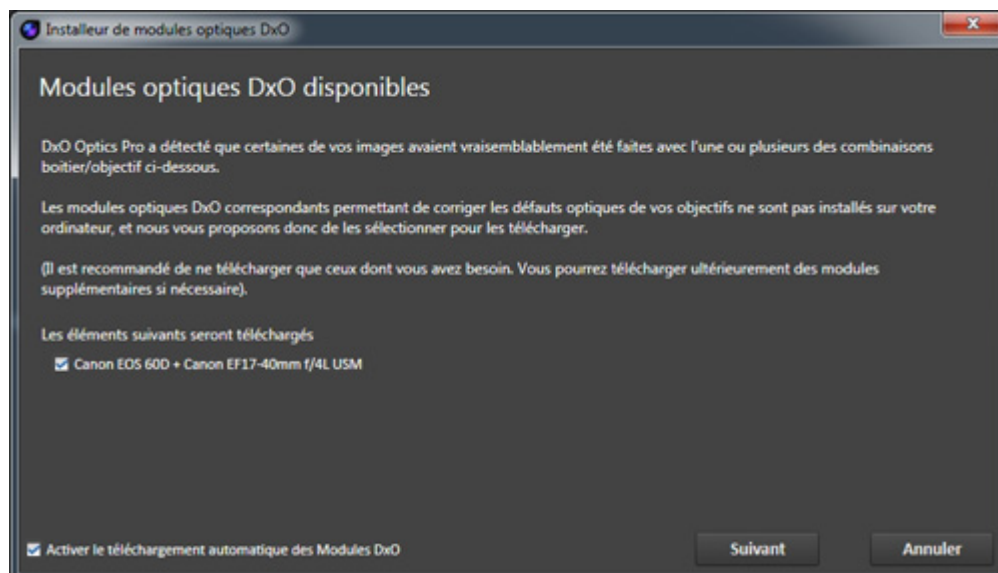 Installeur de modules optiques DxO
Modules optiques DxO disponibles
DxO Optics Pro a détecté que certaines de vos images avaient vraisemblablement été faites avec l'une ou plusieurs des combinaisons
boitier/objectif ci-dessous.
Les modules optiques DxO correspondants permettant de corriger les défauts optiques de vos objectifs ne sont pas installés sur votre
ordinateur, et nous vous proposons donc de les sélectionner pour les télécharger.
(Il est recommandé de ne télécharger que ceux dont vous avez besoin. Vous pourrez télécharger ultérieurement des modules
supplémentaires si nécessaire).
Les éléments suivants seront téléchargés
Canon EOS 60D + Canon EF17-40mm f/4L USM
Activer le téléchargement automatique des Modules DxO
Suivant
Annuler